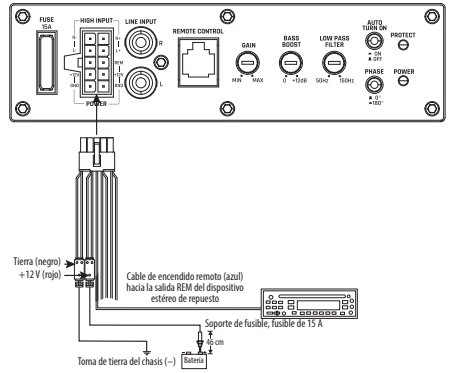 FUSE
15A
HIGH INPUT
LINE INPUT
R-
R+
L-
L+
REM
+12V
+12V
GND
GND
POWER
R
L
REMOTE CONTROL
GAIN
MIN
MAX
BASS
BOOST
0
+12dB
LOW PASS
FILTER
50Hz
150Hz
AUTO
TURN ON
ON
OFF
PROTECT
PHASE
0°
180°
POWER
Tierra (negro)
+12 V (rojo)
Cable de encendido remoto (azul)
hacia la salida REM del dispositivo
estéreo de repuesto
Soporte de fusible, fusible de 15 A
46 cm
Toma de tierra del chasis (–)
Batería